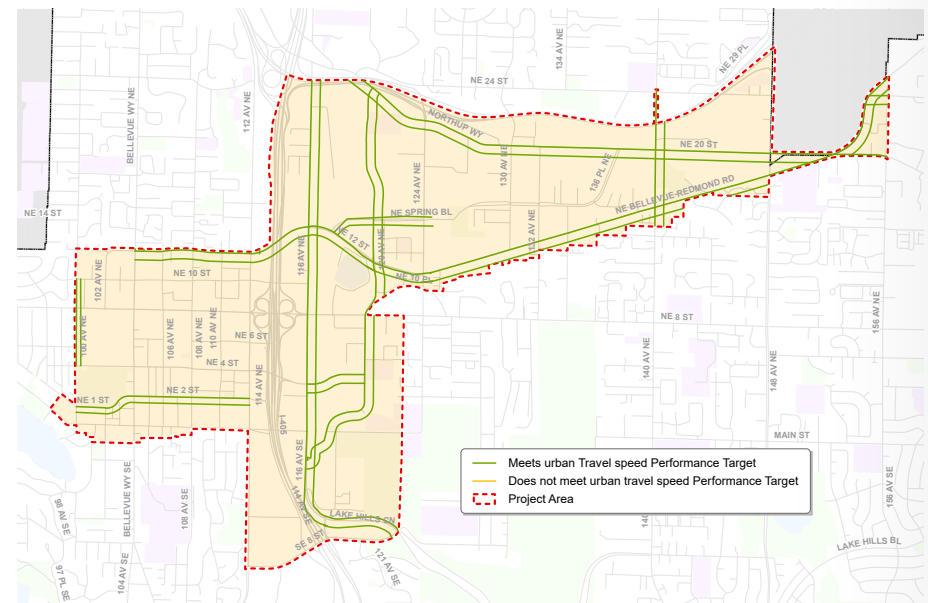 134 AV NE
NE 29 PL
NE 24 ST
112 AV NE
BELLEVUE WY NE
NORTHUP WY
NE 20 ST
130 AV NE
136 PL NE
124 AV NE
NE BELLEVUE-REDMOND RD
NE SPRING BL
NE 14 ST
132 AV NE
NE 12 ST
116 AV NE
120 AV NE
NE 10 ST
NE 10 PL
102 AV NE
156 AV NE
NE 8 ST
100 AV NE
106 AV NE
108 AV NE
110 AV NE
NE 6 ST
140 AV NE
148 AV NE
NE 4 ST
114 AV NE
NE 2 ST
NE 1 ST
I-405
MAIN ST
116 AV SE
Meets urban Travel speed Performance Target
Does not meet urban travel speed Performance Target
Project Area
BELLEVUE WY SE
108 AV SE
156 AV SE
98 AV SE
114 AV SE
LAKE HILLS CN
SE 8 ST
LAKE HILLS BL
121 AV SE
104 AV SE
97 PL SE